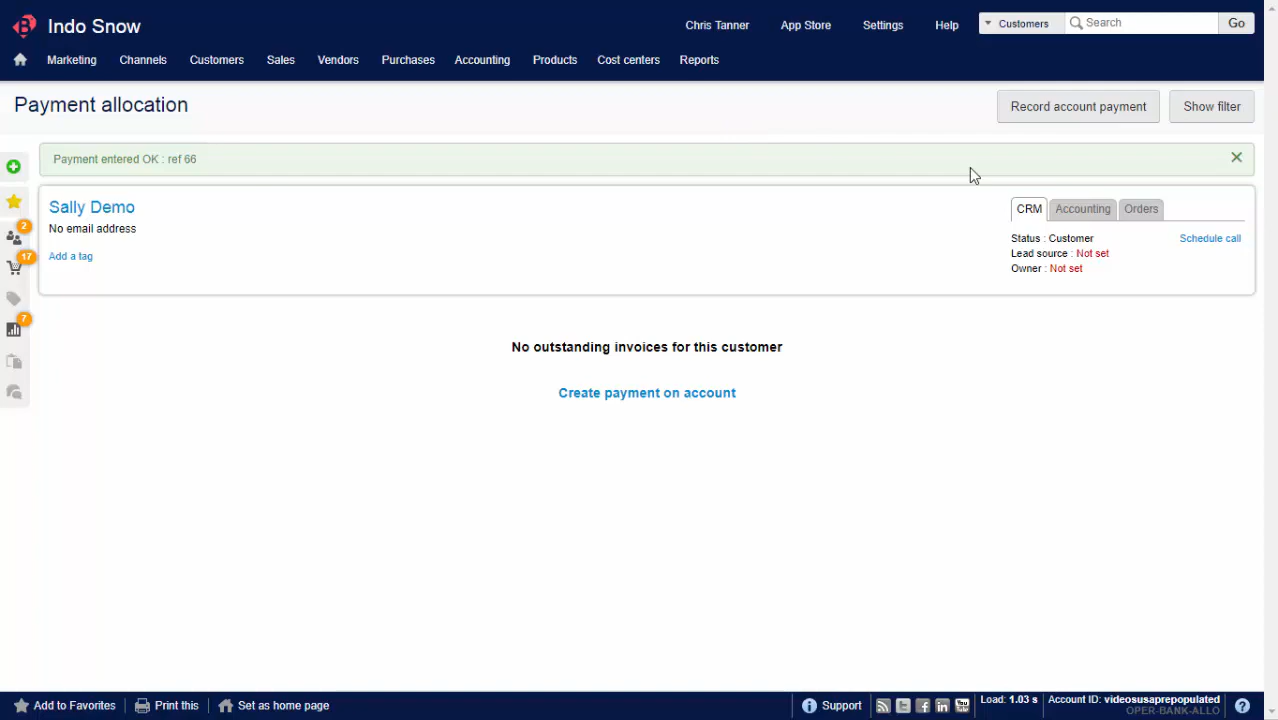 Indo Snow
Chris Tanner App Store Settings Help Customers Search Go
Marketing Channels Customers Sales Vendors Purchases Accounting Products Cost centers Reports
Payment allocation
Record account payment Show filter
Payment entered OK : ref 66
Sally Demo
No email address
Add a tag
CRM Accounting Orders
Status : Customer Schedule call
Lead source : Not set
Owner : Not set
2
17
7
No outstanding invoices for this customer
Create payment on account
Add to Favorites Print this Set as home page Support Load: 1.03 s Account ID: videosusaprepopulated
OPER-BANK-ALLO